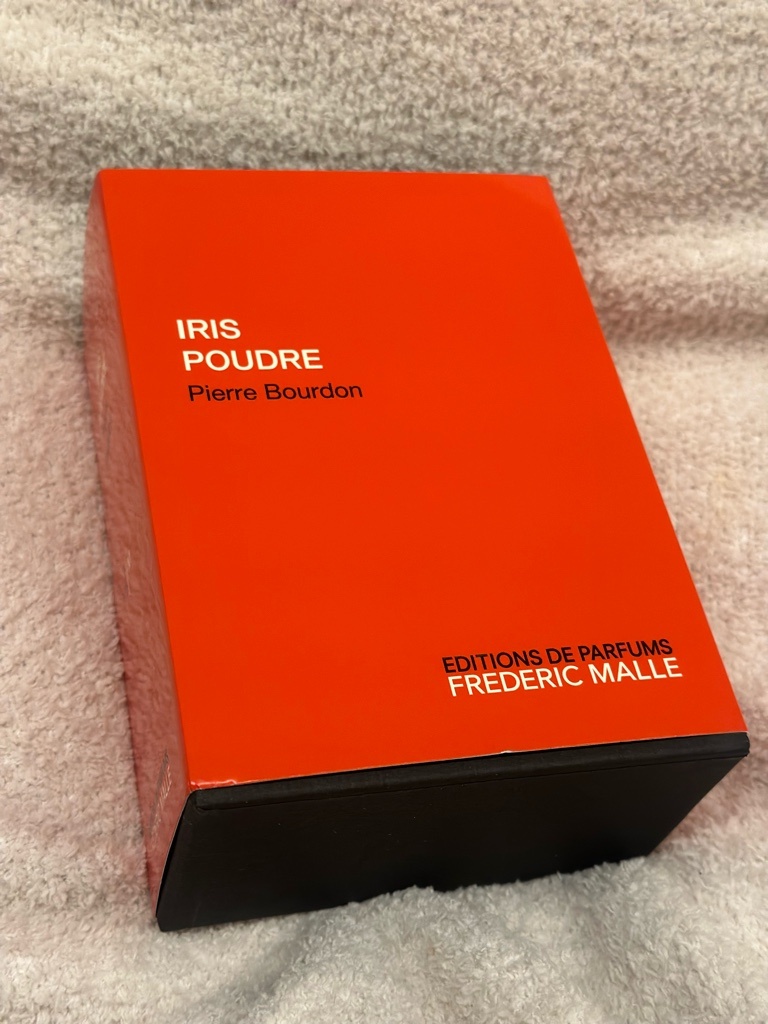 IRIS
POUDRE
Pierre Bourdon
EDITIONS DE PARFUMS
FREDERIC MALLE